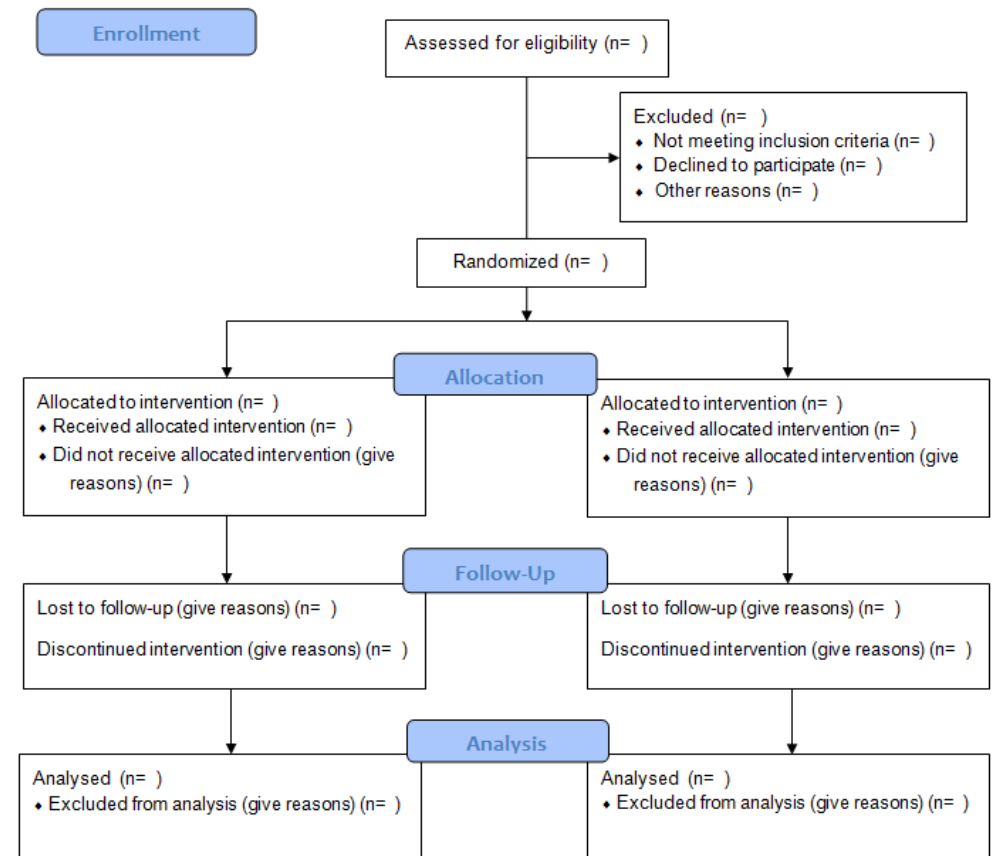 Enrollment
Assessed for eligibility (n=  )
Excluded (n=  )
⬥ Not meeting inclusion criteria (n=  )
⬥ Declined to participate (n=  )
⬥ Other reasons (n=  )
Randomized (n=  )
Allocation
Allocated to intervention (n=  )
⬥ Received allocated intervention (n=  )
⬥ Did not receive allocated intervention (give
reasons) (n=  )
Allocated to intervention (n=  )
⬥ Received allocated intervention (n=  )
⬥ Did not receive allocated intervention (give
reasons) (n=  )
Follow-Up
Lost to follow-up (give reasons) (n=  )
Discontinued intervention (give reasons) (n=  )
Lost to follow-up (give reasons) (n=  )
Discontinued intervention (give reasons) (n=  )
Analysis
Analysed (n=  )
⬥ Excluded from analysis (give reasons) (n=  )
Analysed (n=  )
⬥ Excluded from analysis (give reasons) (n=  )